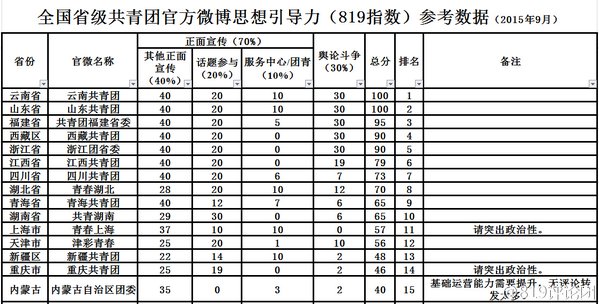 全国省级共青团官方微博思想引导力（819指数）参考数据（2015年9月）
省份 官微名称 正面宣传（70%） 舆论斗争（30%） 总分 排名 备注
其他正面宣传（40%） 话题参与（20%） 服务中心/团青（10%）
云南省 云南共青团 40 20 10 30 100 1
山东省 山东共青团 40 20 10 30 100 2
福建省 共青团福建省委 40 20 5 30 95 3
西藏区 西藏共青团 40 20 0 30 90 4
浙江省 浙江团省委 40 20 0 30 90 5
江西省 江西共青团 40 20 0 19 79 6
四川省 四川共青团 40 20 6 7 73 7
湖北省 青春湖北 28 20 10 12 70 8
青海省 青海共青团 40 12 7 6 65 9
湖南省 共青湖南 29 30 0 6 65 10
上海市 青春上海 37 10 10 0 57 11 请突出政治性。
天津市 津彩青春 25 20 1 10 56 12
新疆区 新疆共青团 22 14 10 2 48 13
重庆市 重庆共青团 25 19 0 2 46 14 请突出政治性。
内蒙古 内蒙古自治区团委 35 0 3 2 40 15 基础运营能力需要提升，无评论转发太多。
@819评论团